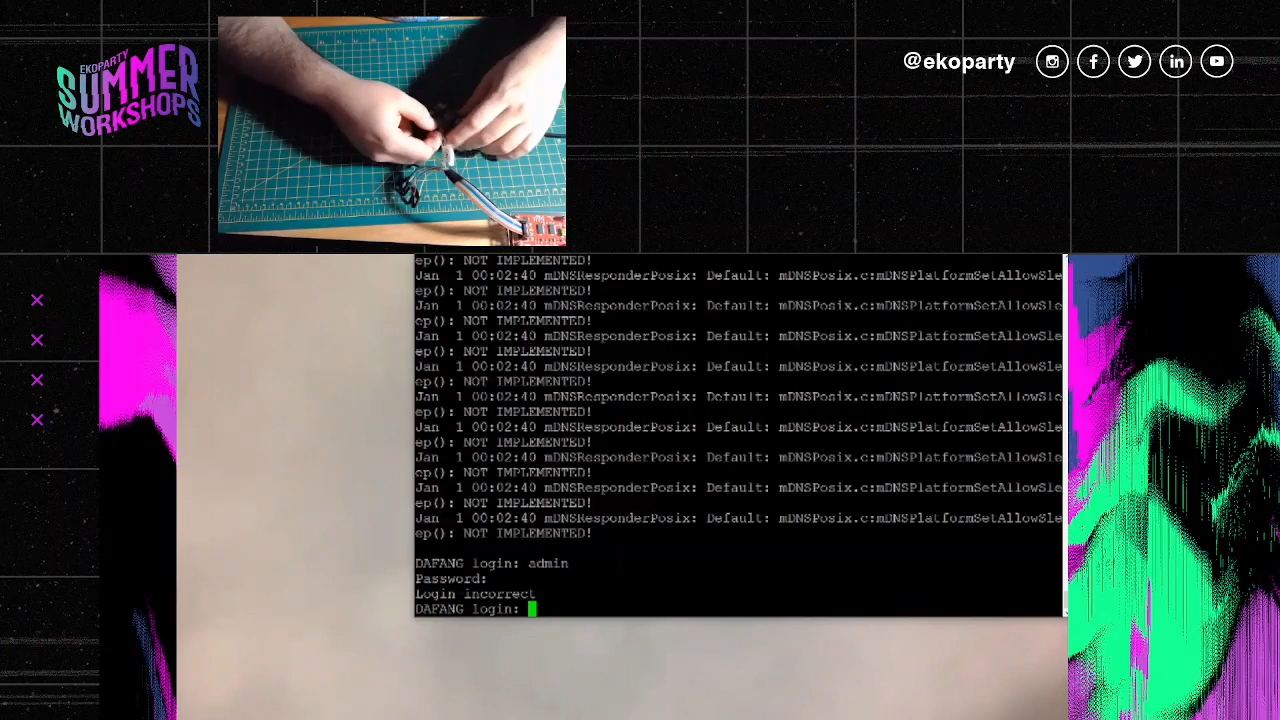 EKOPARTY
SUMMER
WORKSHOPS
@ekoparty
ep(): NOT IMPLEMENTED!
Jan  1 00:02:40 mDNSResponderPosix: Default: mDNSPosix.c:mDNSPlatformSetAllowSle
ep(): NOT IMPLEMENTED!
Jan  1 00:02:40 mDNSResponderPosix: Default: mDNSPosix.c:mDNSPlatformSetAllowSle
ep(): NOT IMPLEMENTED!
Jan  1 00:02:40 mDNSResponderPosix: Default: mDNSPosix.c:mDNSPlatformSetAllowSle
ep(): NOT IMPLEMENTED!
Jan  1 00:02:40 mDNSResponderPosix: Default: mDNSPosix.c:mDNSPlatformSetAllowSle
ep(): NOT IMPLEMENTED!
Jan  1 00:02:40 mDNSResponderPosix: Default: mDNSPosix.c:mDNSPlatformSetAllowSle
ep(): NOT IMPLEMENTED!
Jan  1 00:02:40 mDNSResponderPosix: Default: mDNSPosix.c:mDNSPlatformSetAllowSle
ep(): NOT IMPLEMENTED!
Jan  1 00:02:40 mDNSResponderPosix: Default: mDNSPosix.c:mDNSPlatformSetAllowSle
ep(): NOT IMPLEMENTED!
Jan  1 00:02:40 mDNSResponderPosix: Default: mDNSPosix.c:mDNSPlatformSetAllowSle
ep(): NOT IMPLEMENTED!
Jan  1 00:02:40 mDNSResponderPosix: Default: mDNSPosix.c:mDNSPlatformSetAllowSle
ep(): NOT IMPLEMENTED!
DAFANG login: admin
Password:
Login incorrect
DAFANG login: